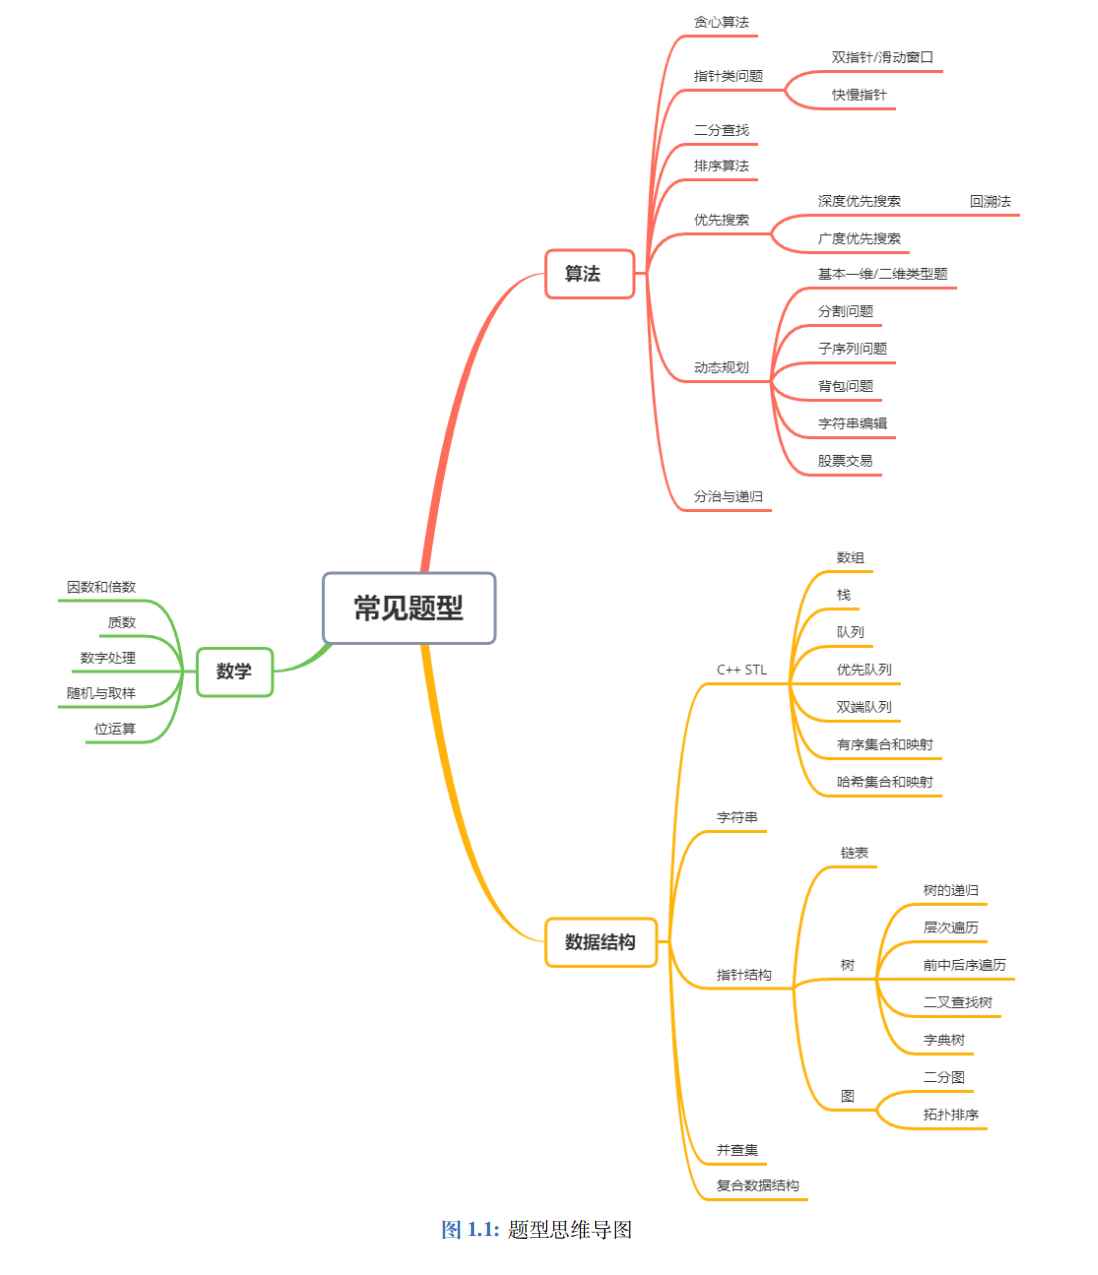 常见题型
算法
贪心算法
指针类问题
双指针/滑动窗口
快慢指针
二分查找
排序算法
优先搜索
深度优先搜索
回溯法
广度优先搜索
动态规划
基本一维/二维类型题
分割问题
子序列问题
背包问题
字符串编辑
股票交易
分治与递归
数学
因数和倍数
质数
数字处理
随机与取样
位运算
数据结构
C++ STL
数组
栈
队列
优先队列
双端队列
有序集合和映射
哈希集合和映射
字符串
指针结构
链表
树
树的递归
层次遍历
前中后序遍历
二叉查找树
字典树
图
二分图
拓扑排序
并查集
复合数据结构
图 1.1: 题型思维导图